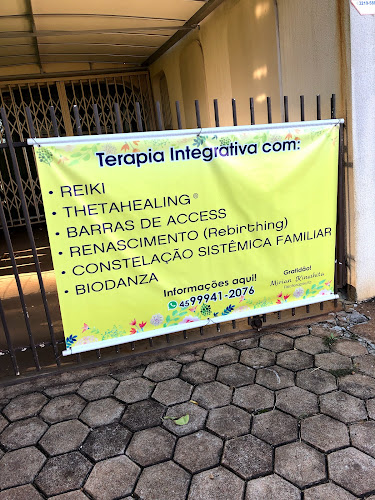 Terapia Integrativa com:
• REIKI
• THETAHEALING®
• BARRAS DE ACCESS
• RENASCIMENTO (Rebirthing)
• CONSTELAÇÃO SISTÊMICA FAMILIAR
• BIODANZA
Informações aqui!
45 99941-2076
Gratidão!
Mirian